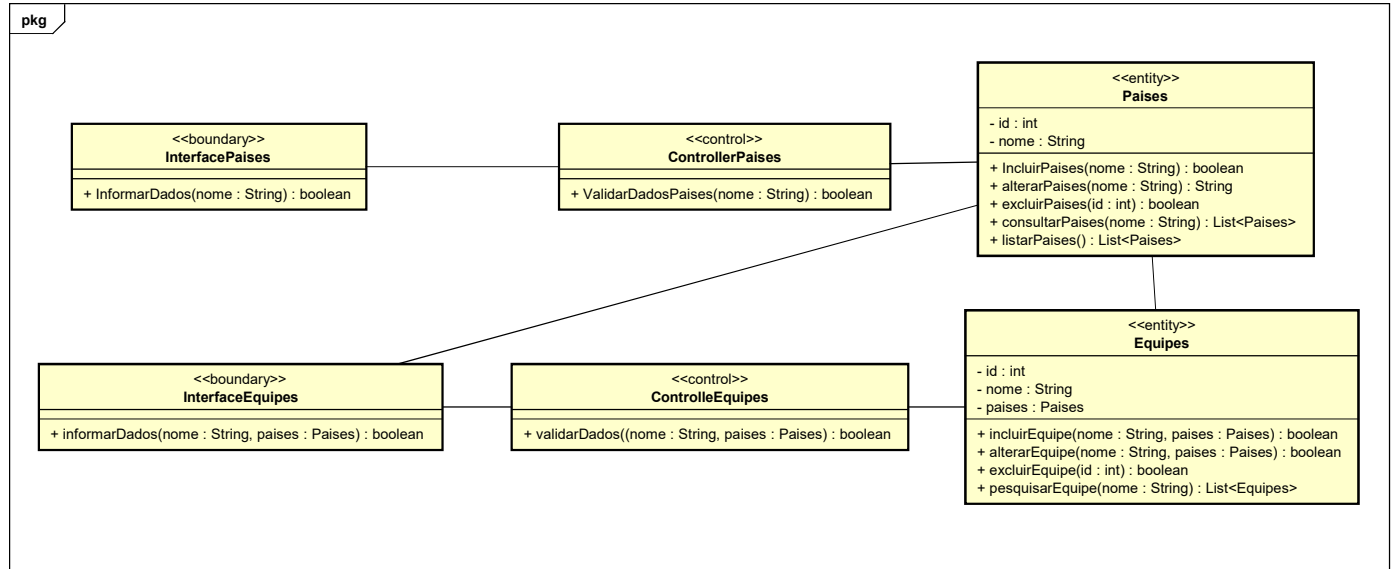 pkg
<<boundary>>
InterfacePaises
+ InformarDados(nome : String) : boolean
<<control>>
ControllerPaises
+ ValidarDadosPaises(nome : String) : boolean
<<entity>>
Paises
- id : int
- nome : String
+ IncluirPaises(nome : String) : boolean
+ alterarPaises(nome : String) : String
+ excluirPaises(id : int) : boolean
+ consultarPaises(nome : String) : List<Paises>
+ listarPaises() : List<Paises>
<<boundary>>
InterfaceEquipes
+ informarDados(nome : String, paises : Paises) : boolean
<<control>>
ControlleEquipes
+ validarDados((nome : String, paises : Paises) : boolean
<<entity>>
Equipes
- id : int
- nome : String
- paises : Paises
+ incluirEquipe(nome : String, paises : Paises) : boolean
+ alterarEquipe(nome : String, paises : Paises) : boolean
+ excluirEquipe(id : int) : boolean
+ pesquisarEquipe(nome : String) : List<Equipes>